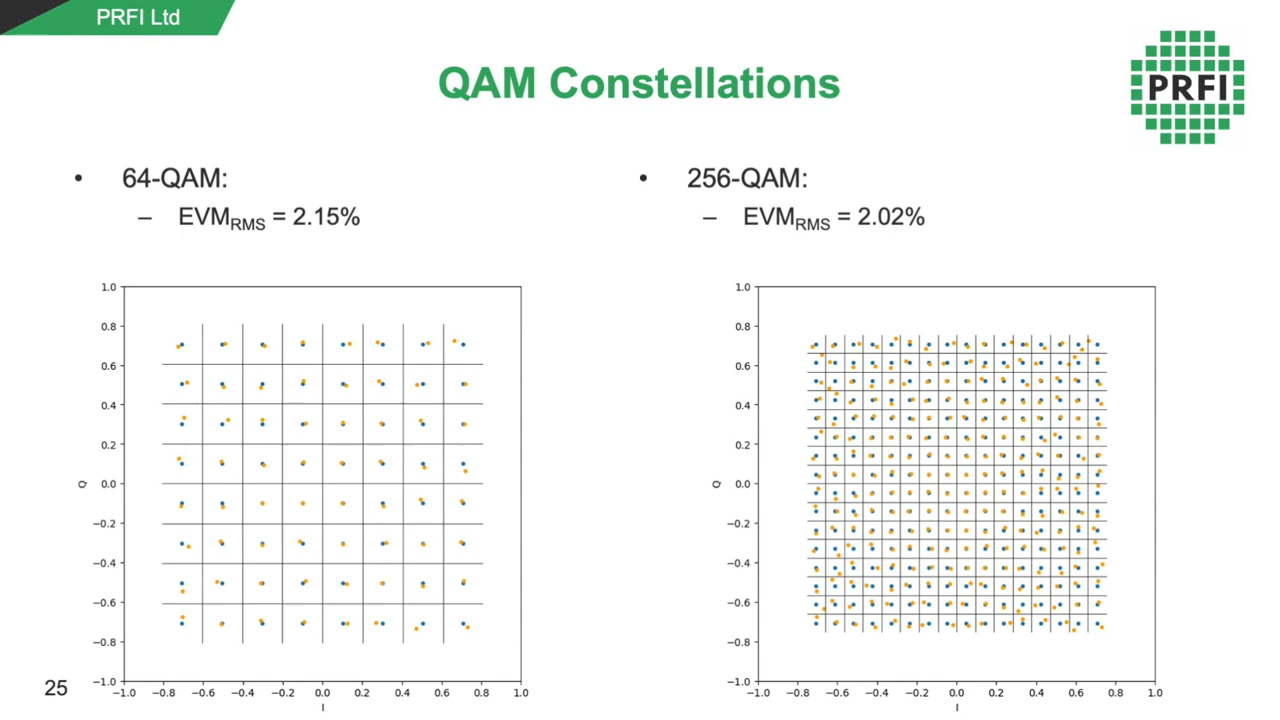 PRFI Ltd
QAM Constellations
PRFI
• 64-QAM:
– EVMRMS = 2.15%
• 256-QAM:
– EVMRMS = 2.02%
1.0
0.8
0.6
0.4
0.2
0.0
−0.2
−0.4
−0.6
−0.8
−1.0
Q
−1.0 −0.8 −0.6 −0.4 −0.2 0.0 0.2 0.4 0.6 0.8 1.0
I
1.0
0.8
0.6
0.4
0.2
0.0
−0.2
−0.4
−0.6
−0.8
−1.0
Q
−1.0 −0.8 −0.6 −0.4 −0.2 0.0 0.2 0.4 0.6 0.8 1.0
I
25